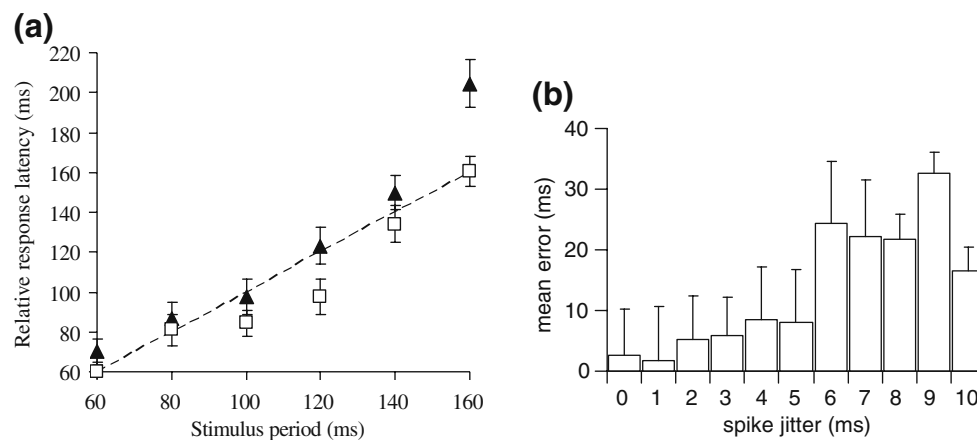 (a)
220
200
180
160
140
120
100
80
60
Relative response latency (ms)
60 80 100 120 140 160
Stimulus period (ms)
(b)
40
30
20
10
0
mean error (ms)
0 1 2 3 4 5 6 7 8 9 10
spike jitter (ms)